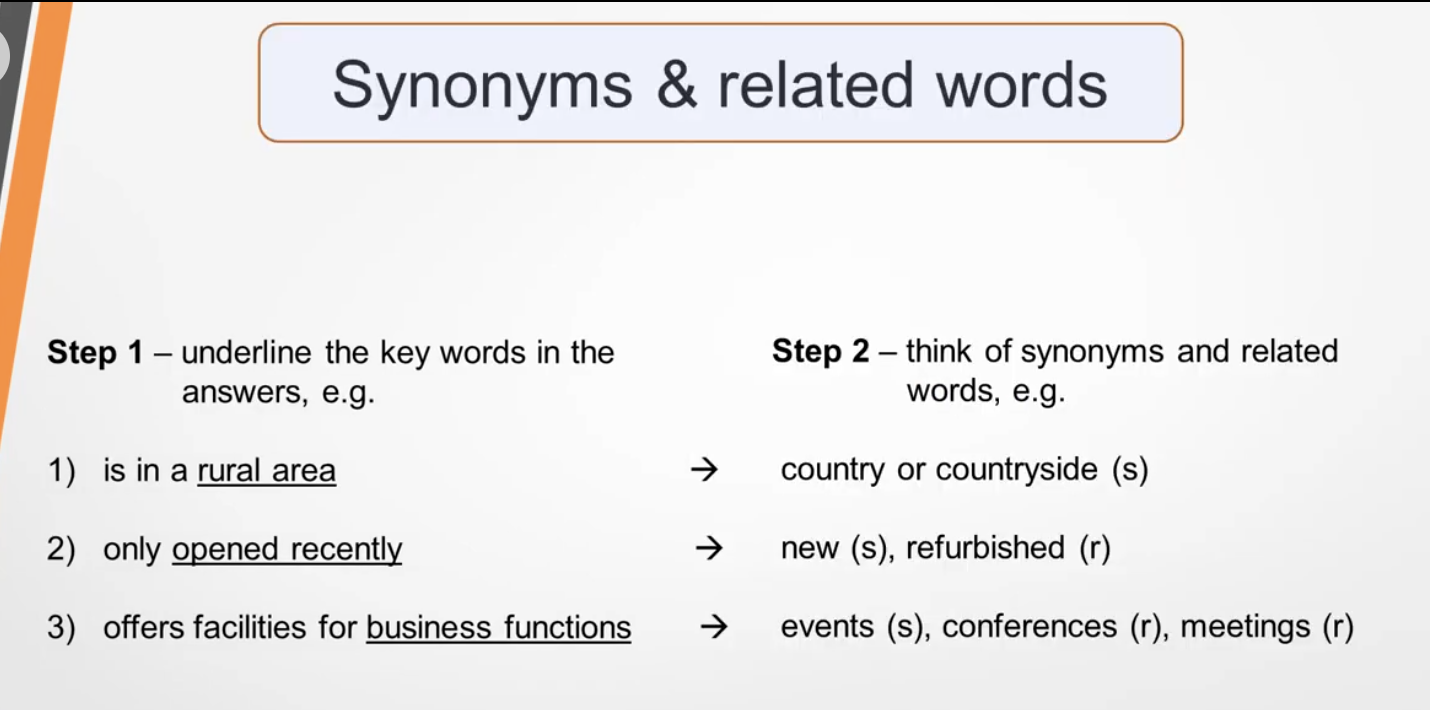 Synonyms & related words
Step 1 – underline the key words in the
answers, e.g.
Step 2 – think of synonyms and related
words, e.g.
1) is in a rural area → country or countryside (s)
2) only opened recently → new (s), refurbished (r)
3) offers facilities for business functions → events (s), conferences (r), meetings (r)